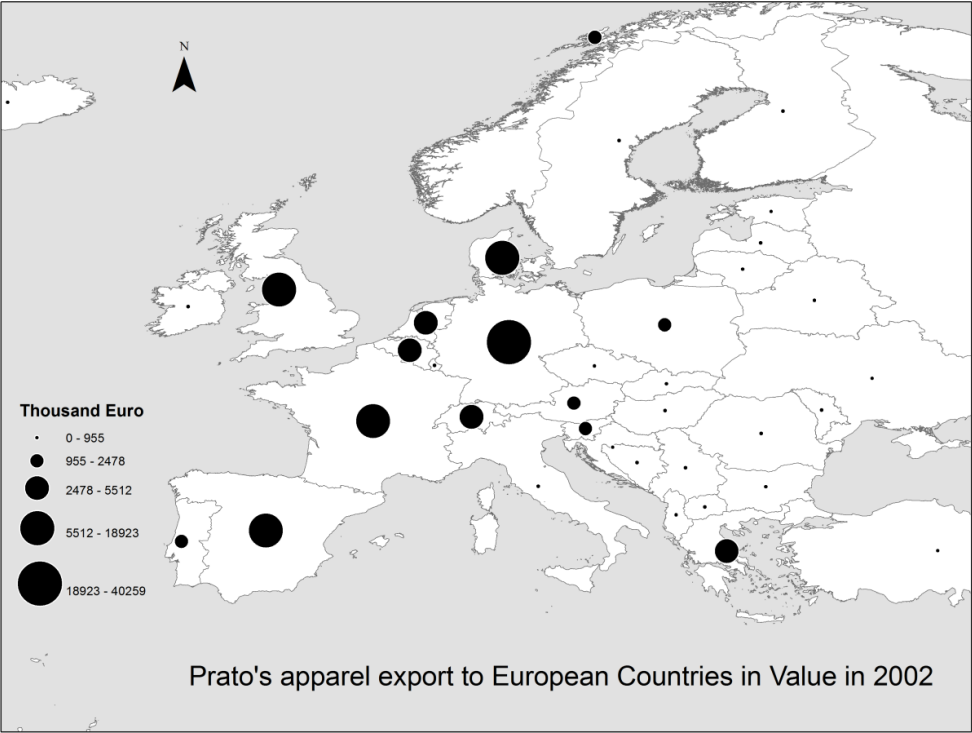 N
Thousand Euro
0 - 955
955 - 2478
2478 - 5512
5512 - 18923
18923 - 40259
Prato's apparel export to European Countries in Value in 2002